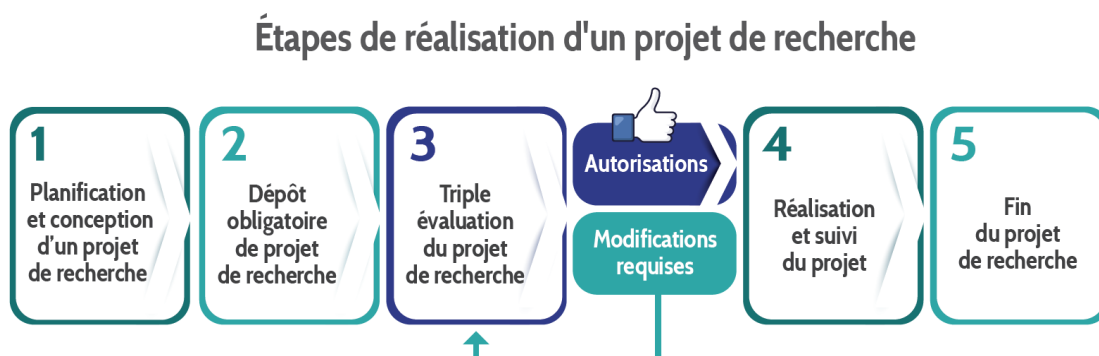 Étapes de réalisation d'un projet de recherche
1
Planification
et conception
d’un projet
de recherche
2
Dépôt
obligatoire
de projet
de recherche
3
Triple
évaluation
du projet
de recherche
Autorisations
Modifications
requises
4
Réalisation
et suivi
du projet
5
Fin
du projet
de recherche